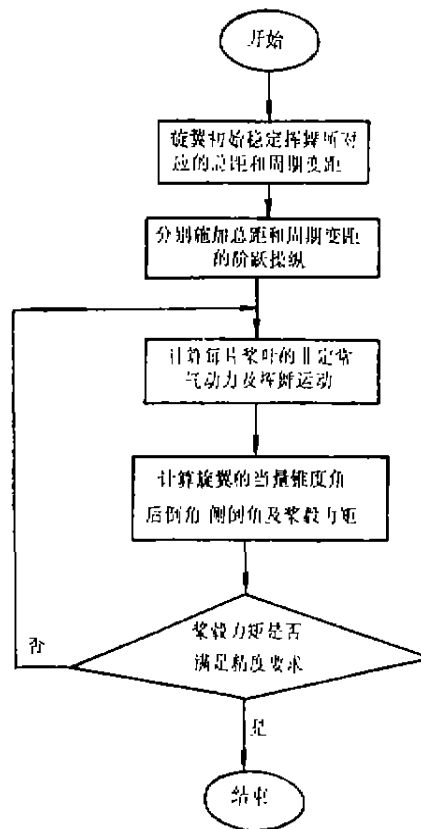 开始
旋翼初始稳定挥舞所对
应的总距和周期变距
分别施加总距和周期变距
的阶跃操纵
计算每片桨叶的非定常
气动力及挥舞运动
计算旋翼的当量锥度角
后倒角 侧倒角及桨毂力矩
桨毂力矩是否
满足精度要求
否
是
结束